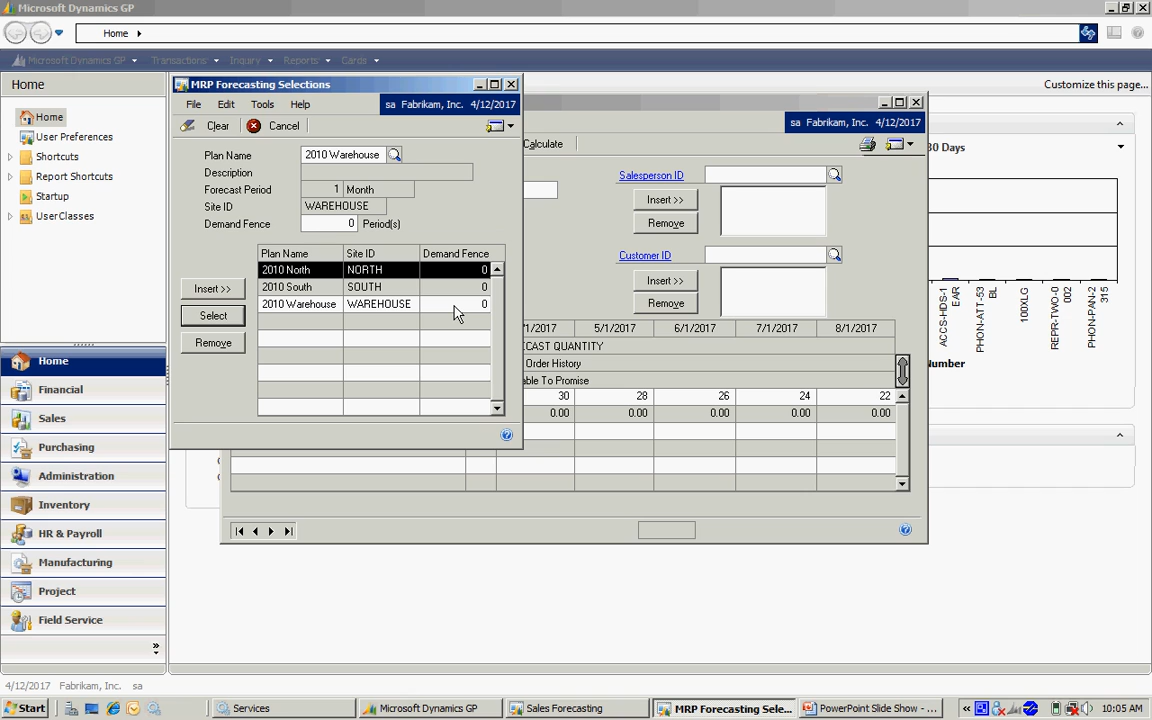 Microsoft Dynamics GP
Home
Microsoft Dynamics GP Transactions Inquiry Reports Cards
Home
Customize this page...
Home
User Preferences
Shortcuts
Report Shortcuts
Startup
UserClasses
MRP Forecasting Selections
File Edit Tools Help
sa Fabrikam, Inc. 4/12/2017
Clear Cancel
Plan Name 2010 Warehouse
Description
Forecast Period 1 Month
Site ID WAREHOUSE
Demand Fence 0 Period(s)
Plan Name Site ID Demand Fence
2010 North NORTH 0
2010 South SOUTH 0
2010 Warehouse WAREHOUSE 0
Insert >>
Select
Remove
sa Fabrikam, Inc. 4/12/2017
Calculate
Salesperson ID
Insert >>
Remove
Customer ID
Insert >>
Remove
/1/2017 5/1/2017 6/1/2017 7/1/2017 8/1/2017
CAST QUANTITY
Order History
able To Promise
30 28 26 24 22
0.00 0.00 0.00 0.00 0.00
30 Days
ACCS-HDS-1EAR
PHON-ATT-53BL
100XLG
REPR-TWO-0002
PHON-PAN-2315
Number
Home
Financial
Sales
Purchasing
Administration
Inventory
HR & Payroll
Manufacturing
Project
Field Service
4/12/2017 Fabrikam, Inc. sa
Start
Services
Microsoft Dynamics GP
Sales Forecasting
MRP Forecasting Sele...
PowerPoint Slide Show - ...
10:05 AM